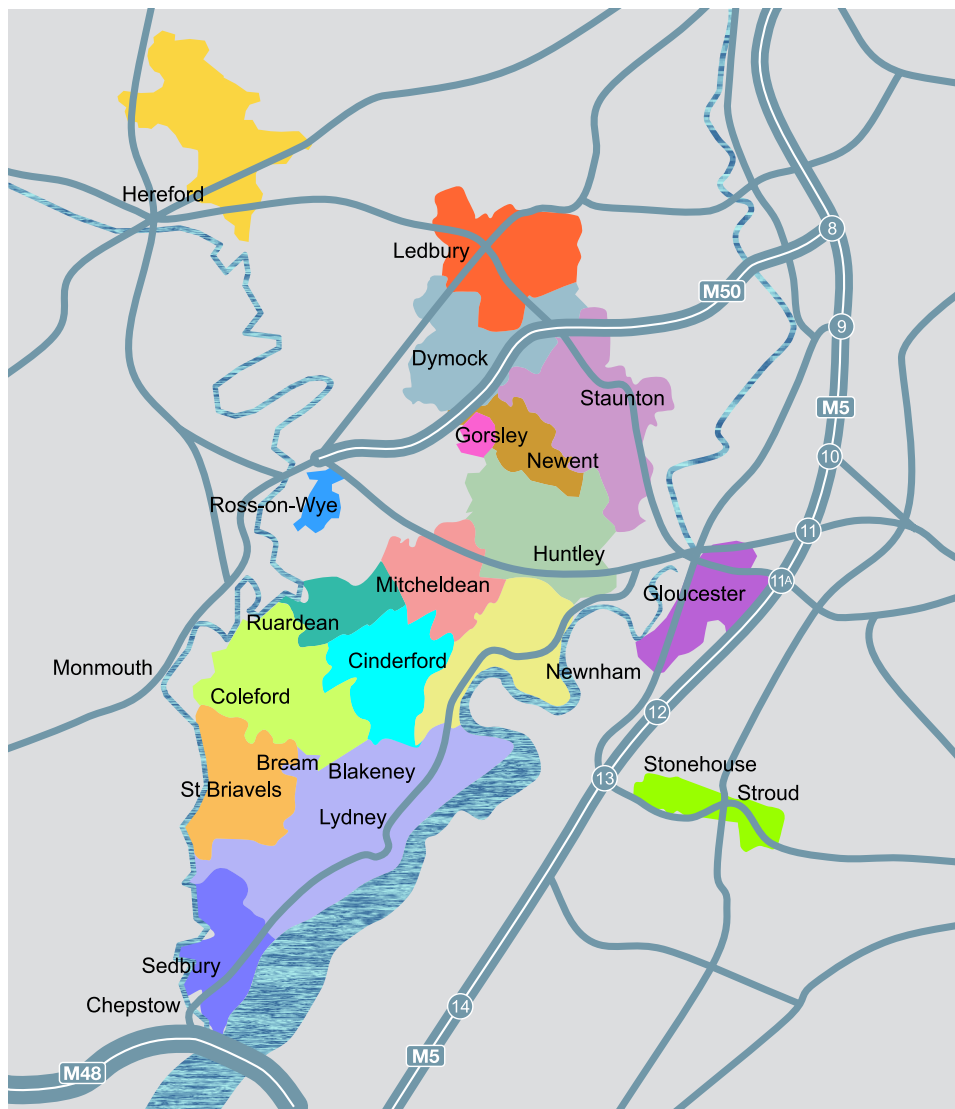 Hereford
8
Ledbury
M50
9
Dymock
Staunton
M5
Gorsley
10
Newent
Ross-on-Wye
11
Huntley
11A
Mitcheldean
Gloucester
Ruardean
Cinderford
Monmouth
Newnham
Coleford
12
Bream
Blakeney
Stonehouse
13
St Briavels
Stroud
Lydney
Sedbury
Chepstow
14
M5
M48